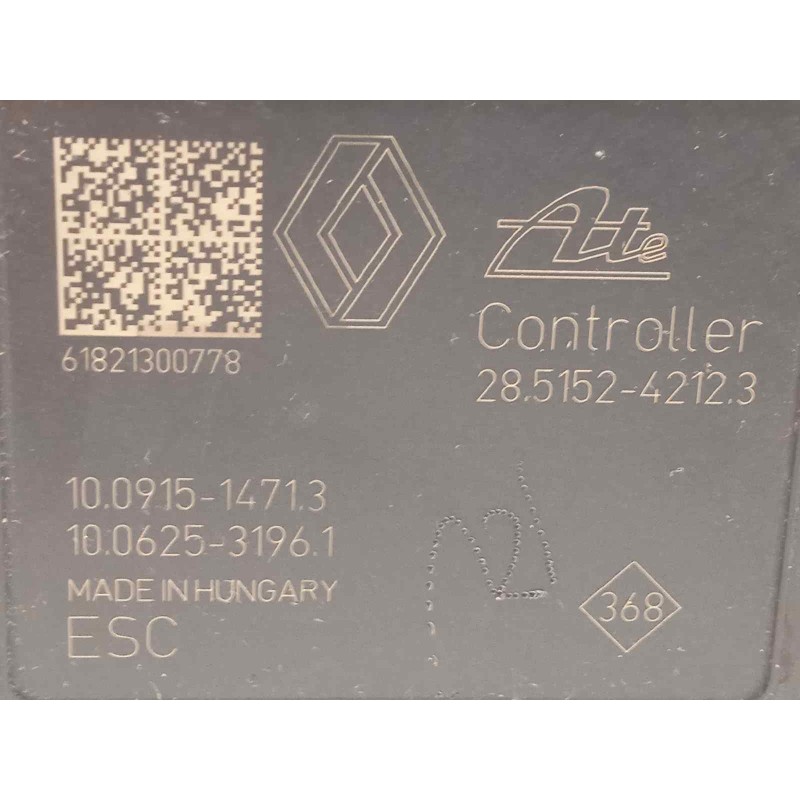 61821300778
Ate
Controller
28.5152-4212.3
10.0915-1471.3
10.0625-3196.1
MADE IN HUNGARY
ESC
368